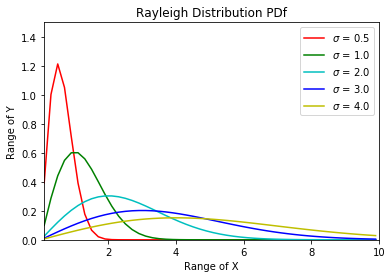 Rayleigh Distribution PDf
1.4
1.2
1.0
0.8
0.6
0.4
0.2
0.0
2
4
6
8
10
Range of Y
Range of X
σ = 0.5
σ = 1.0
σ = 2.0
σ = 3.0
σ = 4.0